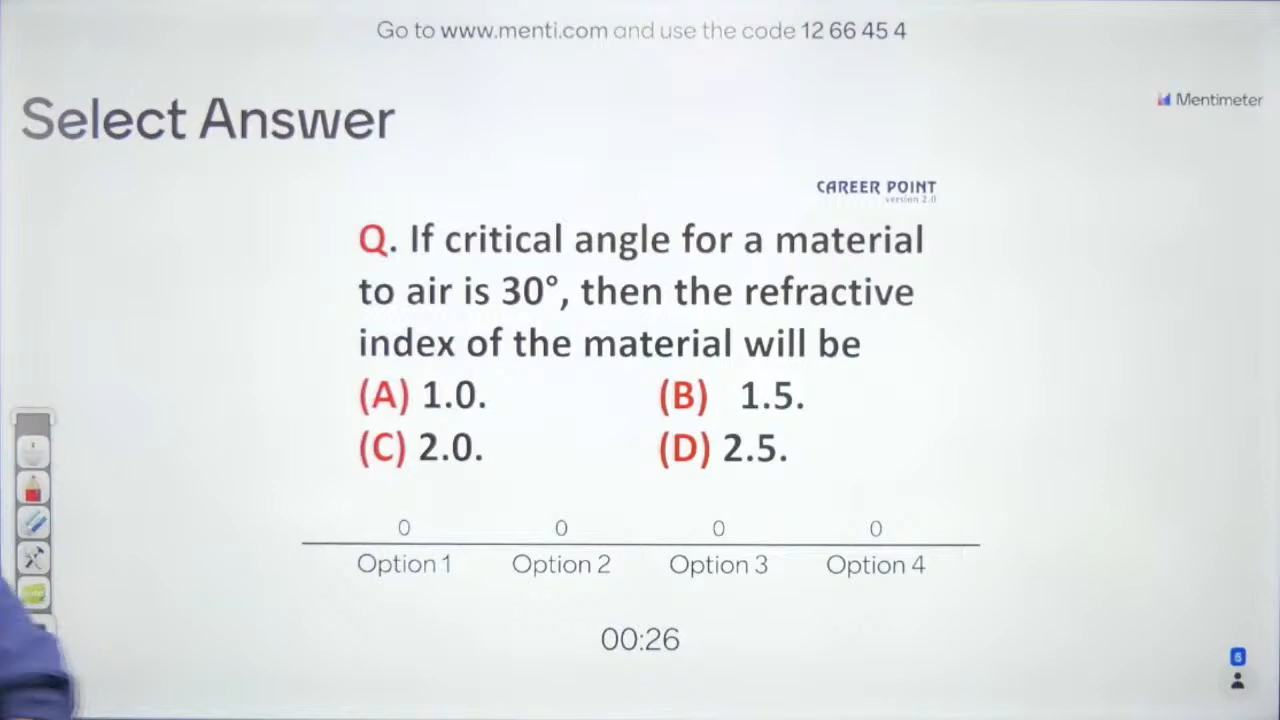 Go to www.menti.com and use the code 12 66 45 4
Select Answer
Mentimeter
CAREER POINT
version 2.0
Q. If critical angle for a material
to air is 30°, then the refractive
index of the material will be
(A) 1.0. (B) 1.5.
(C) 2.0. (D) 2.5.
0 0 0 0
Option 1 Option 2 Option 3 Option 4
00:26
6